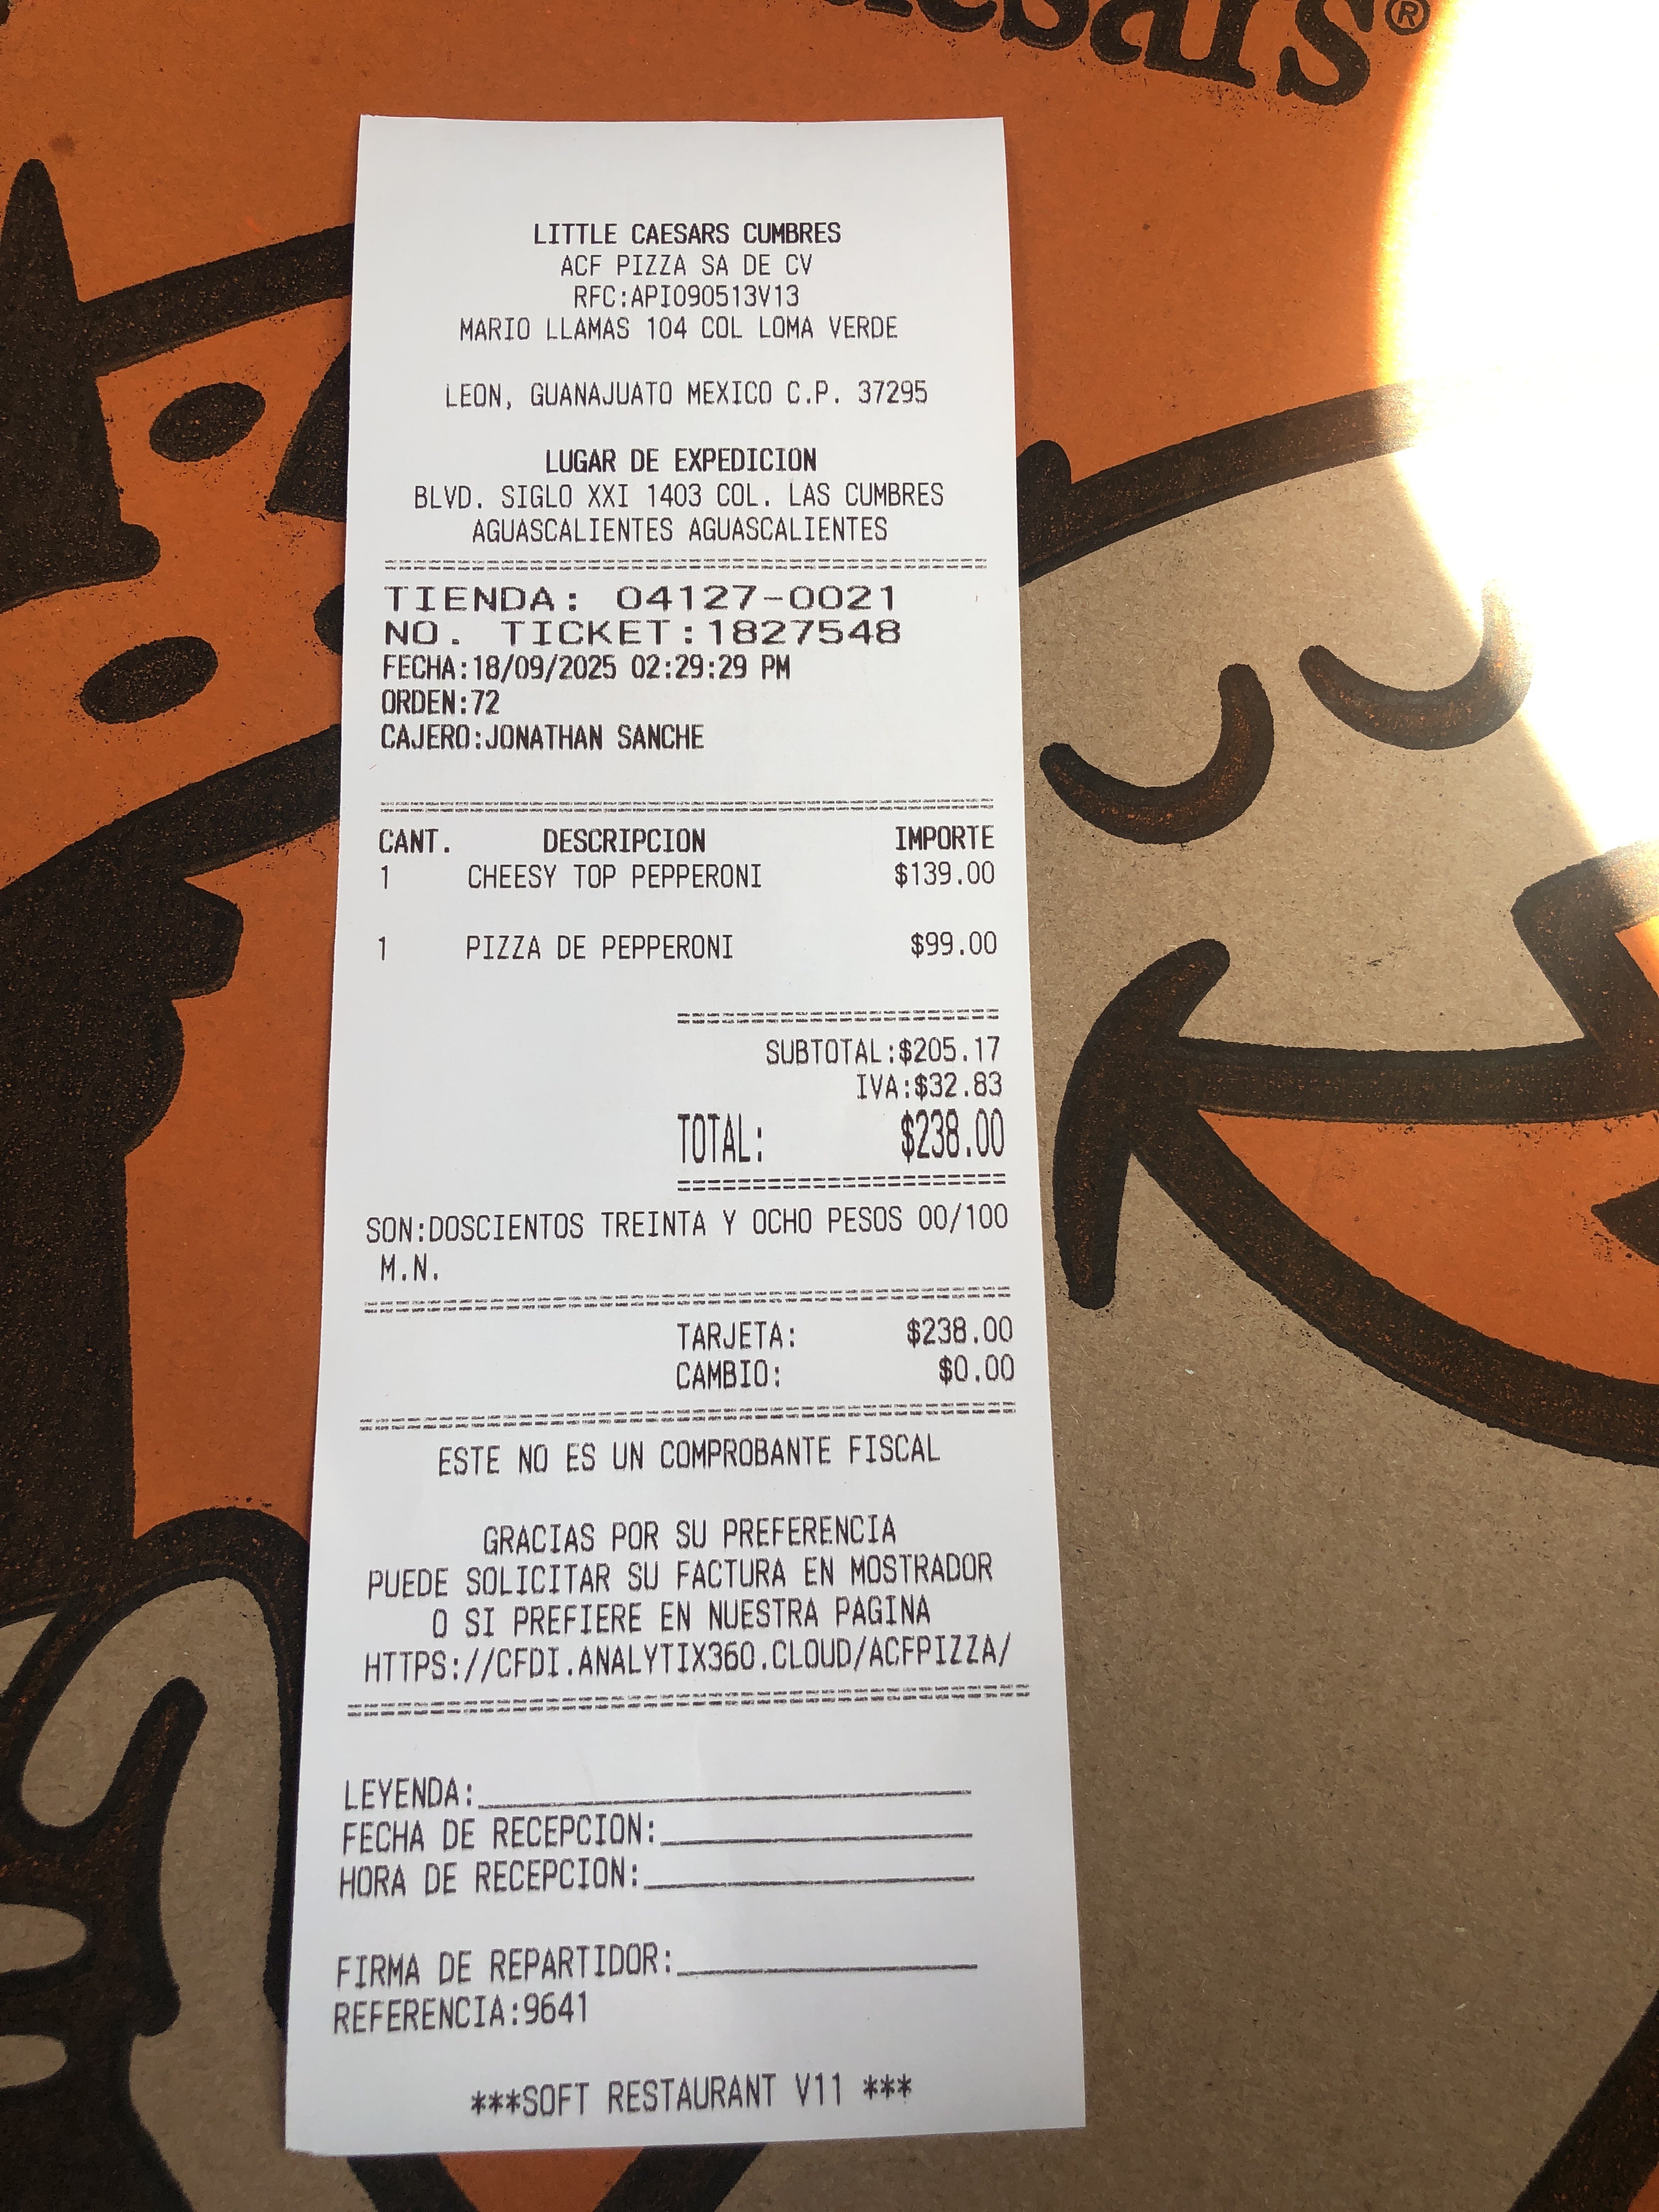 esars®
LITTLE CAESARS CUMBRES
ACF PIZZA SA DE CV
RFC:API090513V13
MARIO LLAMAS 104 COL LOMA VERDE
LEON, GUANAJUATO MEXICO C.P. 37295
LUGAR DE EXPEDICION
BLVD. SIGLO XXI 1403 COL. LAS CUMBRES
AGUASCALIENTES AGUASCALIENTES
TIENDA: 04127-0021
NO. TICKET:1827548
FECHA:18/09/2025 02:29:29 PM
ORDEN:72
CAJERO:JONATHAN SANCHE
CANT. DESCRIPCION IMPORTE
1 CHEESY TOP PEPPERONI $139.00
1 PIZZA DE PEPPERONI $99.00
SUBTOTAL:$205.17
IVA:$32.83
TOTAL: $238.00
SON:DOSCIENTOS TREINTA Y OCHO PESOS 00/100
M.N.
TARJETA: $238.00
CAMBIO: $0.00
ESTE NO ES UN COMPROBANTE FISCAL
GRACIAS POR SU PREFERENCIA
PUEDE SOLICITAR SU FACTURA EN MOSTRADOR
O SI PREFIERE EN NUESTRA PAGINA
HTTPS://CFDI.ANALYTIX360.CLOUD/ACFPIZZA/
LEYENDA:
FECHA DE RECEPCION:
HORA DE RECEPCION:
FIRMA DE REPARTIDOR:
REFERENCIA:9641
***SOFT RESTAURANT V11 ***